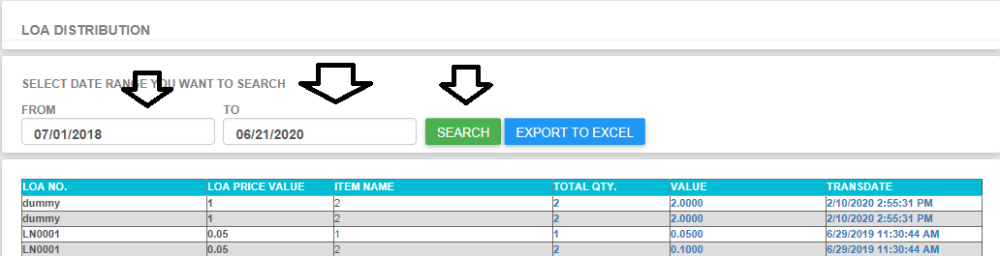 LOA DISTRIBUTION
SELECT DATE RANGE YOU WANT TO SEARCH
FROM TO
07/01/2018 06/21/2020 SEARCH EXPORT TO EXCEL
LOA NO. LOA PRICE VALUE ITEM NAME TOTAL QTY. VALUE TRANSDATE
dummy 1 2 2 2.0000 2/10/2020 2:55:31 PM
dummy 1 2 2 2.0000 2/10/2020 2:55:31 PM
LN0001 0.05 1 1 0.0500 6/29/2019 11:30:44 AM
LN0001 0.05 2 2 0.1000 6/29/2019 11:30:44 AM